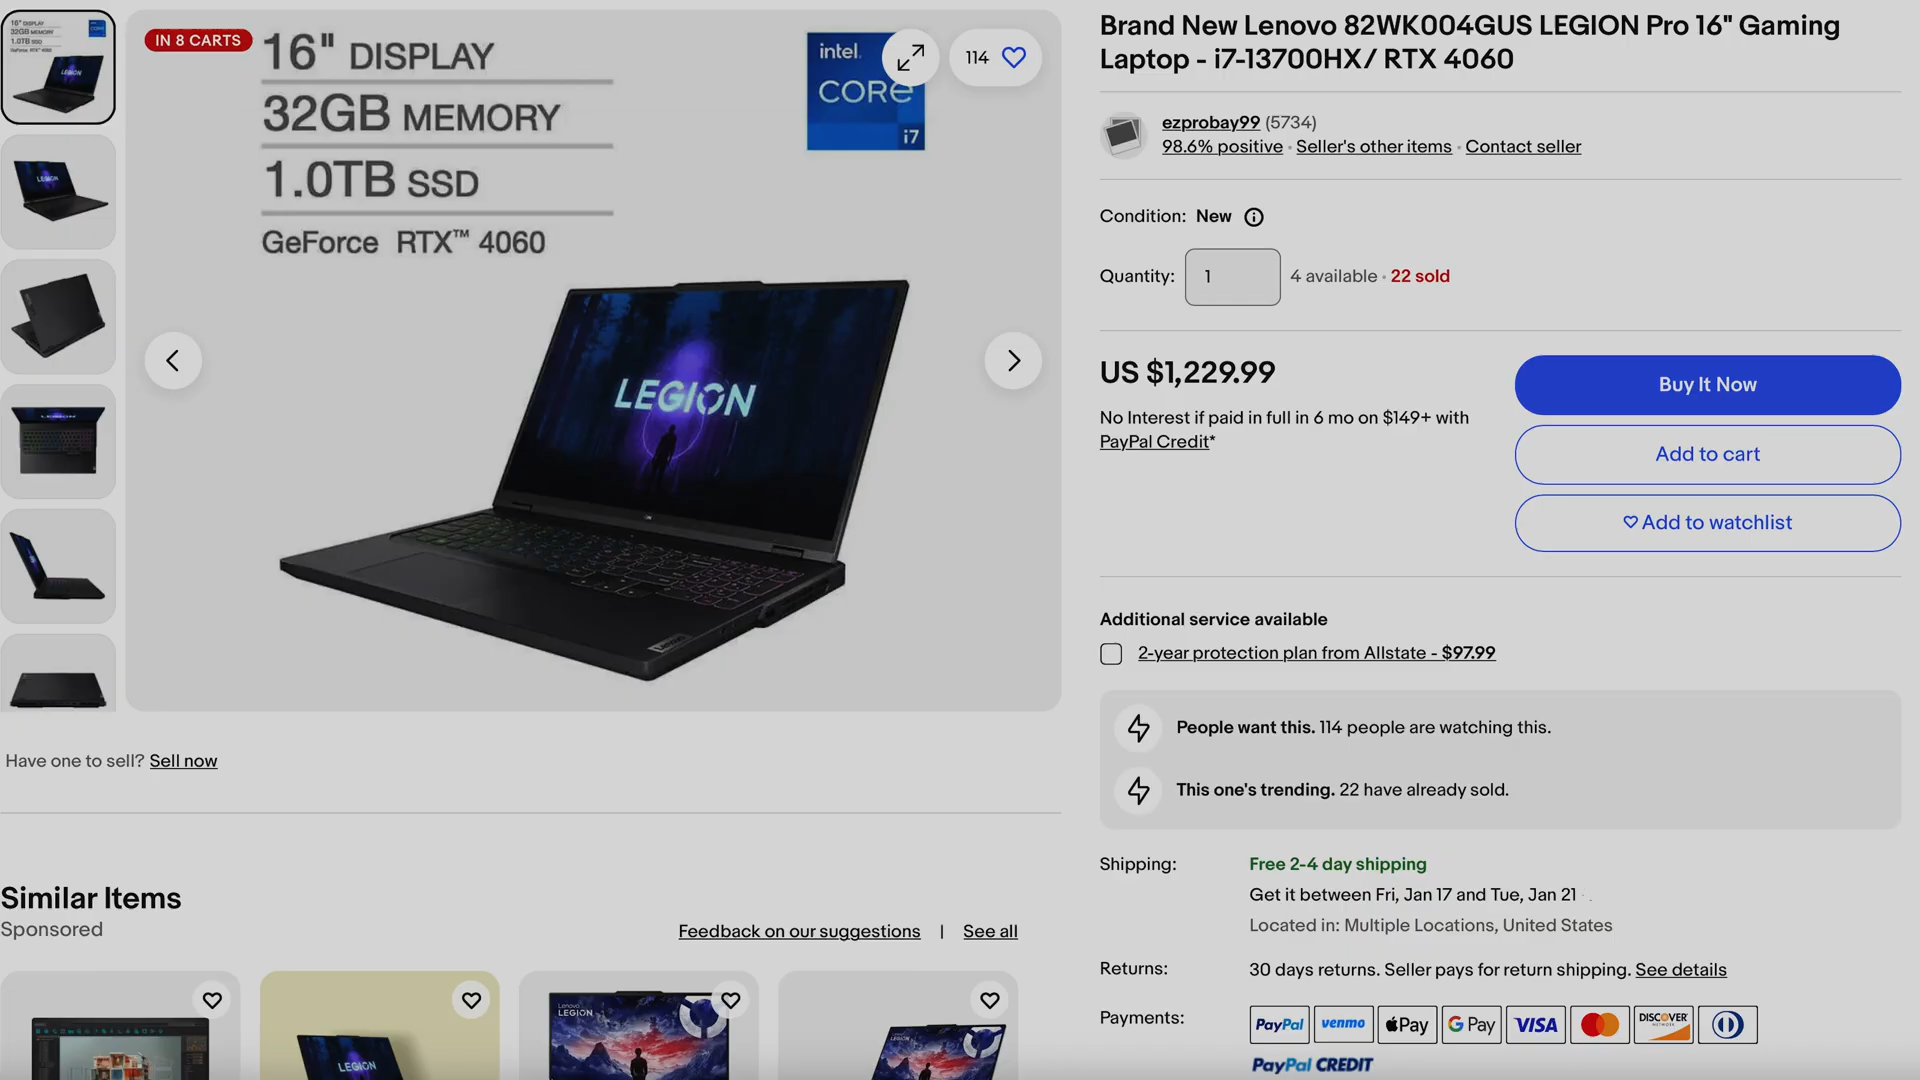 IN 8 CARTS
16" DISPLAY
32GB MEMORY
1.0TB SSD
GeForce RTX™ 4060
intel.
CORE
i7
114
LEGION
Have one to sell? Sell now
Similar Items
Sponsored
Feedback on our suggestions | See all
Lenovo
LEGION
LEGION
Brand New Lenovo 82WK004GUS LEGION Pro 16" Gaming
Laptop - i7-13700HX/ RTX 4060
ezprobay99 (5734)
98.6% positive · Seller's other items · Contact seller
Condition: New
Quantity: 1 4 available · 22 sold
US $1,229.99
No Interest if paid in full in 6 mo on $149+ with
PayPal Credit*
Buy It Now
Add to cart
Add to watchlist
Additional service available
2-year protection plan from Allstate - $97.99
People want this. 114 people are watching this.
This one's trending. 22 have already sold.
Shipping: Free 2-4 day shipping
Get it between Fri, Jan 17 and Tue, Jan 21
Located in: Multiple Locations, United States
Returns: 30 days returns. Seller pays for return shipping. See details
Payments: PayPal venmo Pay G Pay VISA DISCOVER
PayPal CREDIT